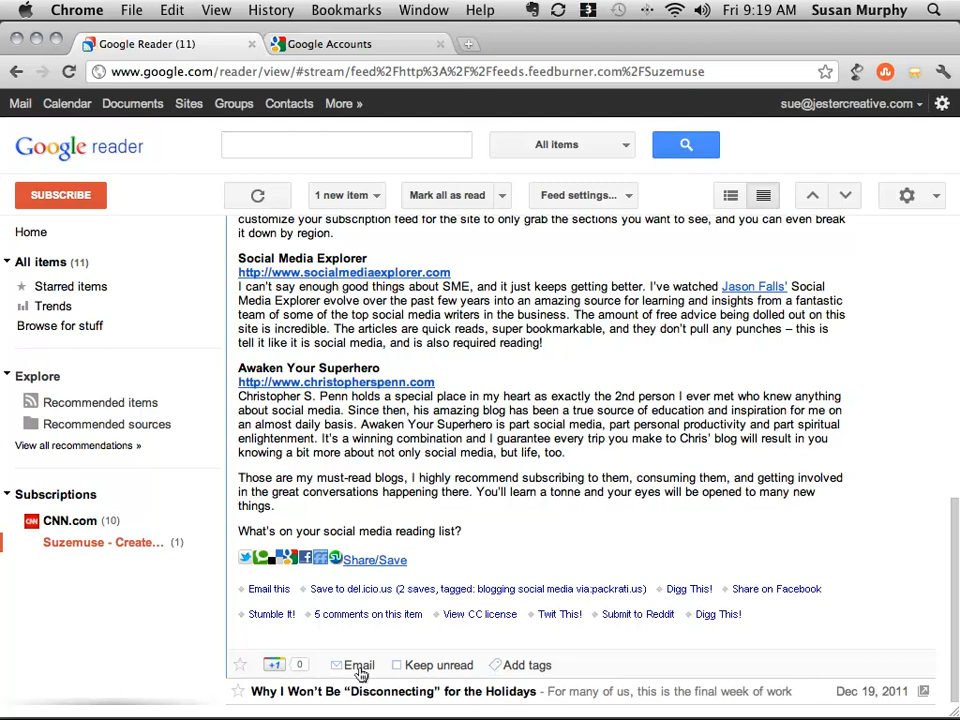 Chrome File Edit View History Bookmarks Window Help 3 Fri 9:19 AM Susan Murphy
Google Reader (11) Google Accounts
www.google.com/reader/view/#stream/feed%2Fhttp%3A%2F%2Ffeeds.feedburner.com%2FSuzemuse
Mail Calendar Documents Sites Groups Contacts More » sue@jestercreative.com
Google reader All items
SUBSCRIBE 1 new item Mark all as read Feed settings...
customize your subscription feed for the site to only grab the sections you want to see, and you can even break
it down by region.
Home
All items (11)
Starred items
Trends
Browse for stuff
Explore
Recommended items
Recommended sources
View all recommendations »
Subscriptions
CNN CNN.com (10)
Suzemuse - Create... (1)
Social Media Explorer
http://www.socialmediaexplorer.com
I can't say enough good things about SME, and it just keeps getting better. I've watched Jason Falls' Social
Media Explorer evolve over the past few years into an amazing source for learning and insights from a fantastic
team of some of the top social media writers in the business. The amount of free advice being dolled out on this
site is incredible. The articles are quick reads, super bookmarkable, and they don't pull any punches – this is
tell it like it is social media, and is also required reading!
Awaken Your Superhero
http://www.christopherspenn.com
Christopher S. Penn holds a special place in my heart as exactly the 2nd person I ever met who knew anything
about social media. Since then, his amazing blog has been a true source of education and inspiration for me on
an almost daily basis. Awaken Your Superhero is part social media, part personal productivity and part spiritual
enlightenment. It's a winning combination and I guarantee every trip you make to Chris' blog will result in you
knowing a bit more about not only social media, but life, too.
Those are my must-read blogs, I highly recommend subscribing to them, consuming them, and getting involved
in the great conversations happening there. You'll learn a tonne and your eyes will be opened to many new
things.
What's on your social media reading list?
Share/Save
Email this Save to del.icio.us (2 saves, tagged: blogging social media via:packrati.us) Digg This! Share on Facebook
Stumble It! 5 comments on this item View CC license Twit This! Submit to Reddit Digg This!
+1 0 Email Keep unread Add tags
Why I Won't Be “Disconnecting” for the Holidays - For many of us, this is the final week of work Dec 19, 2011